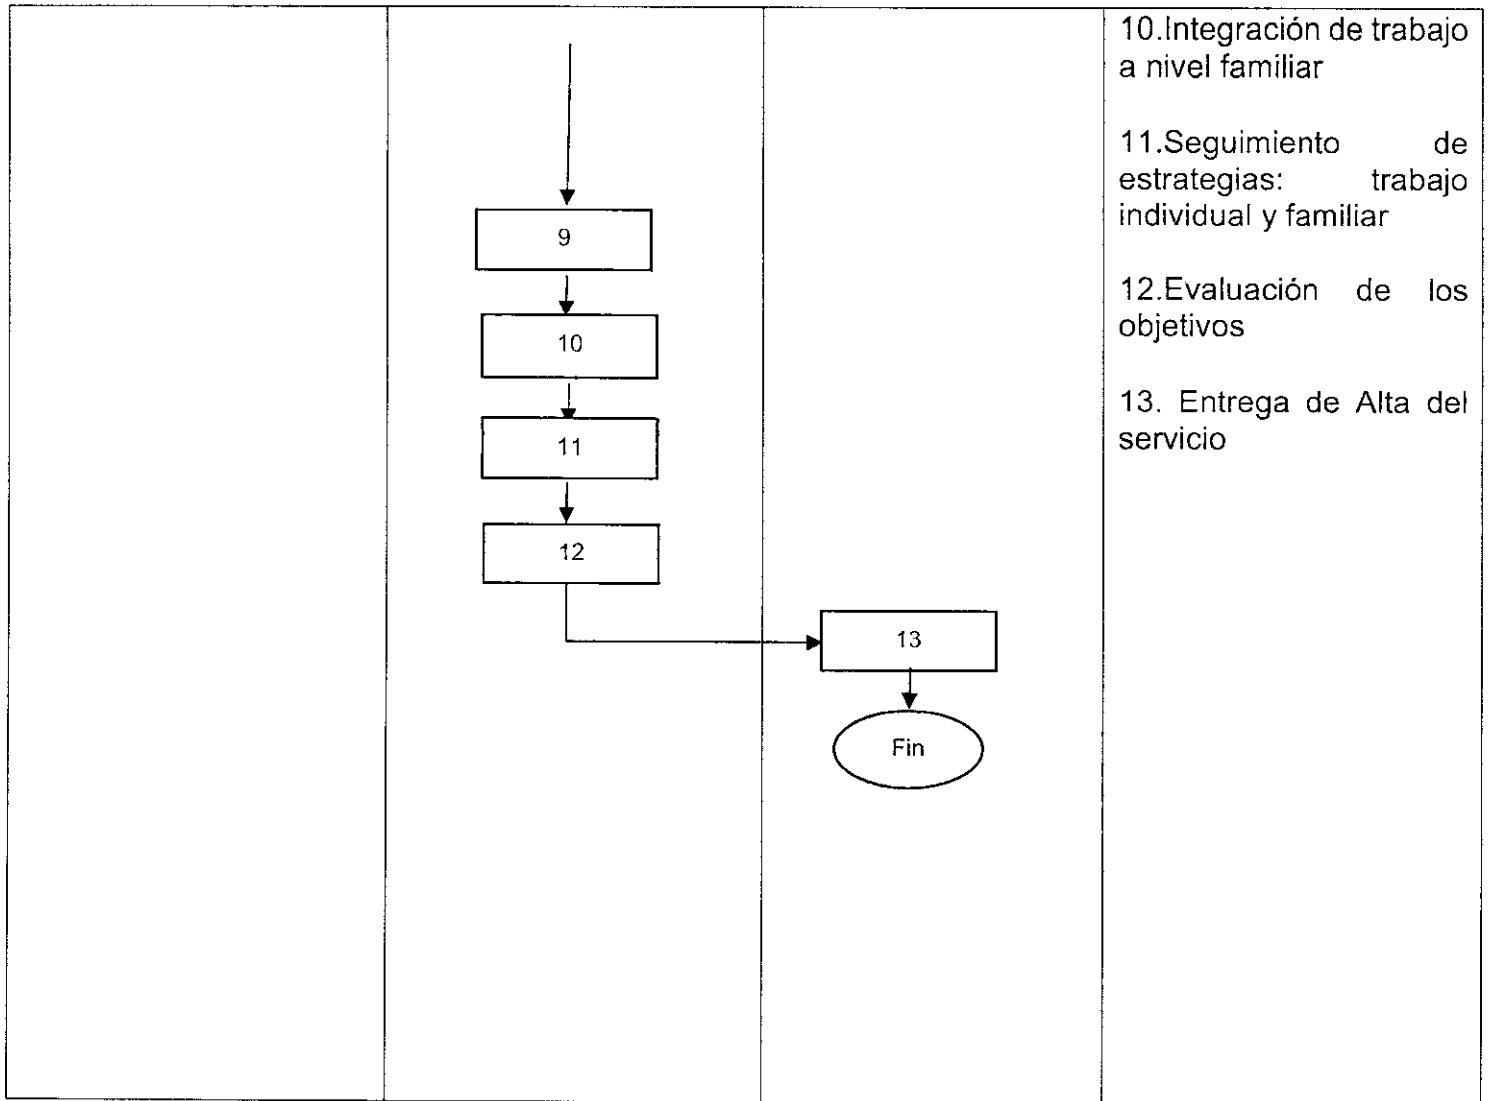 10.Integración de trabajo
a nivel familiar
11.Seguimiento de
estrategias: trabajo
individual y familiar
12.Evaluación de los
objetivos
13. Entrega de Alta del
servicio
9
10
11
12
13
Fin